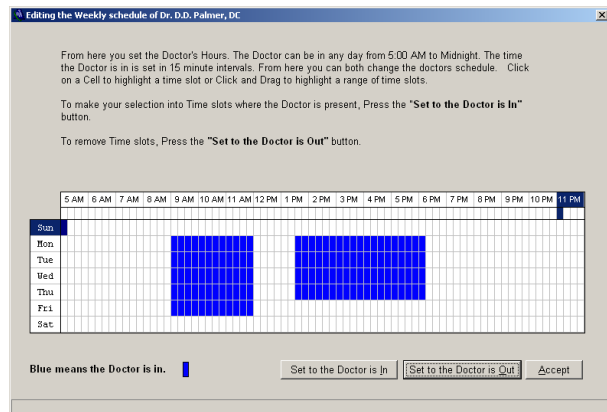 Editing the Weekly schedule of Dr. D.D. Palmer, DC
From here you set the Doctor's Hours. The Doctor can be in any day from 5:00 AM to Midnight. The time
the Doctor is in is set in 15 minute intervals. From here you can both change the doctors schedule. Click
on a Cell to highlight a time slot or Click and Drag to highlight a range of time slots.
To make your selection into Time slots where the Doctor is present, Press the "Set to the Doctor is In"
button.
To remove Time slots, Press the "Set to the Doctor is Out" button.
5 AM 6 AM 7 AM 8 AM 9 AM 10 AM 11 AM 12 PM 1 PM 2 PM 3 PM 4 PM 5 PM 6 PM 7 PM 8 PM 9 PM 10 PM 11 PM
Sun
Mon
Tue
Wed
Thu
Fri
Sat
Blue means the Doctor is in. Set to the Doctor is In Set to the Doctor is Out Accept